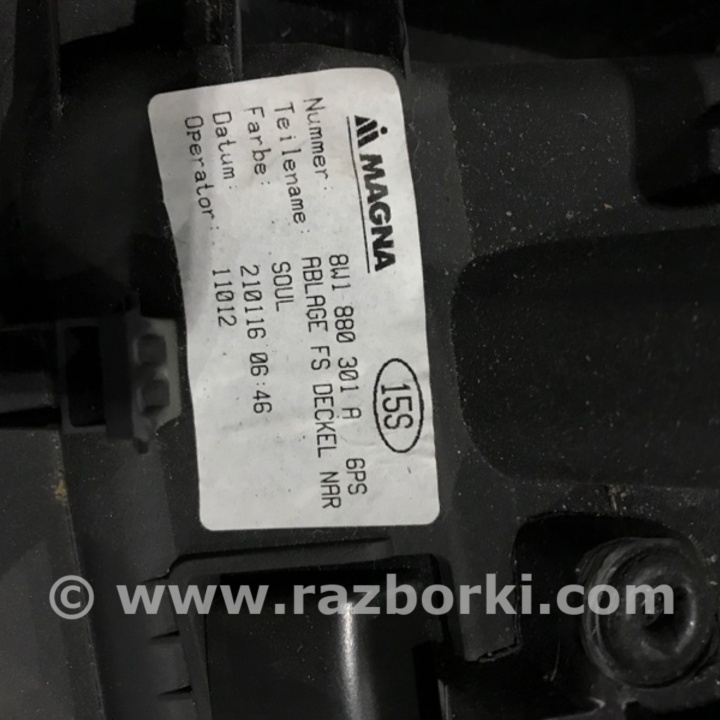 MAGNA
15S
Nummer: 8W1 880 301 A 6PS
Teilename: ABLAGE FS DECKEL NAR
Farbe: SOUL
Datum: 210116 06:46
Operator: 11012
© www.razborki.com